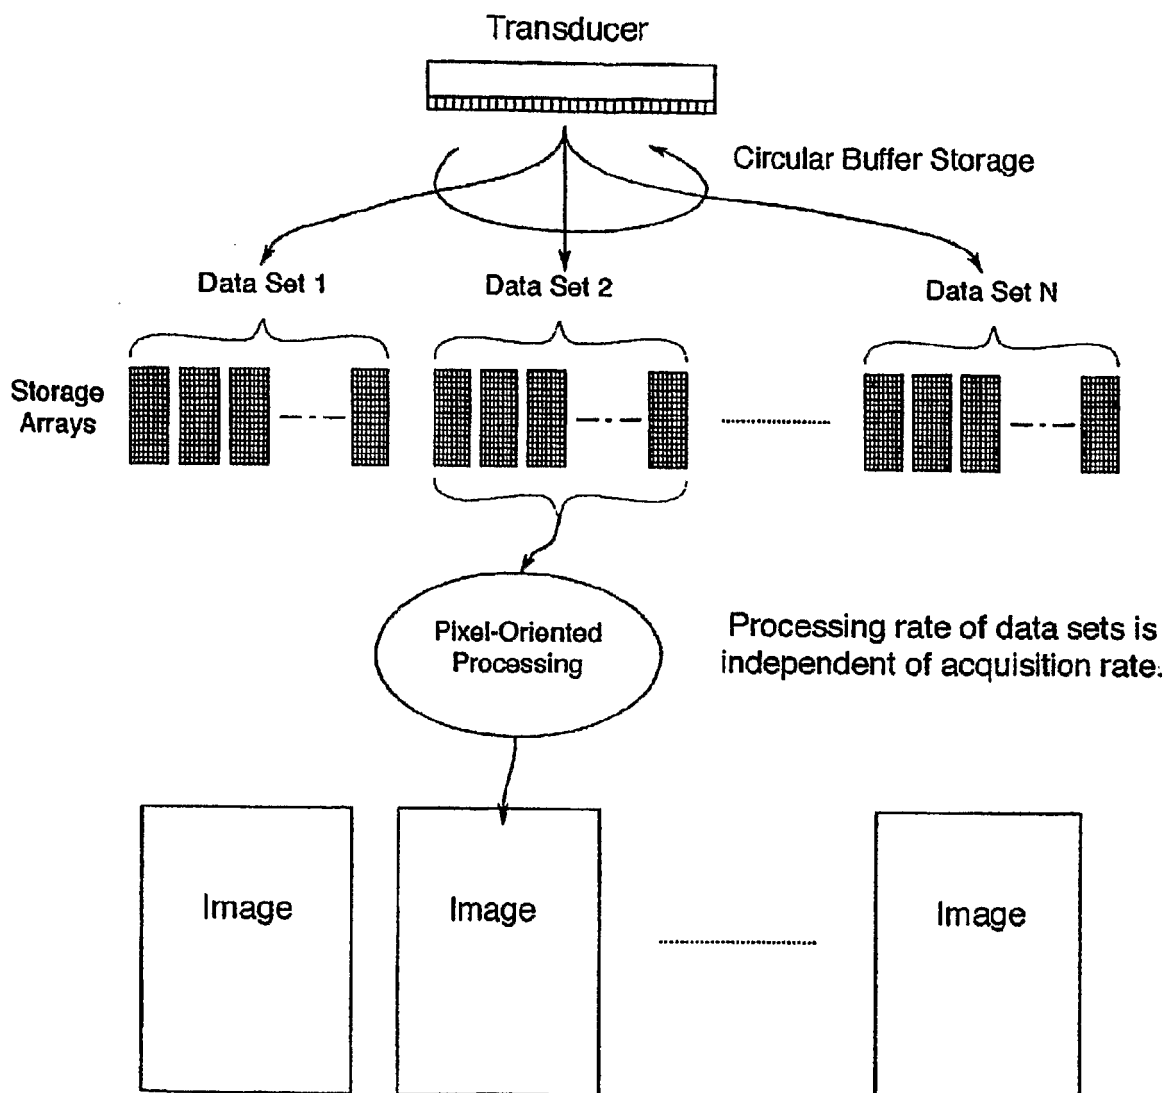 Transducer
Circular Buffer Storage
Data Set 1
Data Set 2
Data Set N
Storage
Arrays
Pixel-Oriented
Processing
Processing rate of data sets is
independent of acquisition rate.
Image
Image
Image